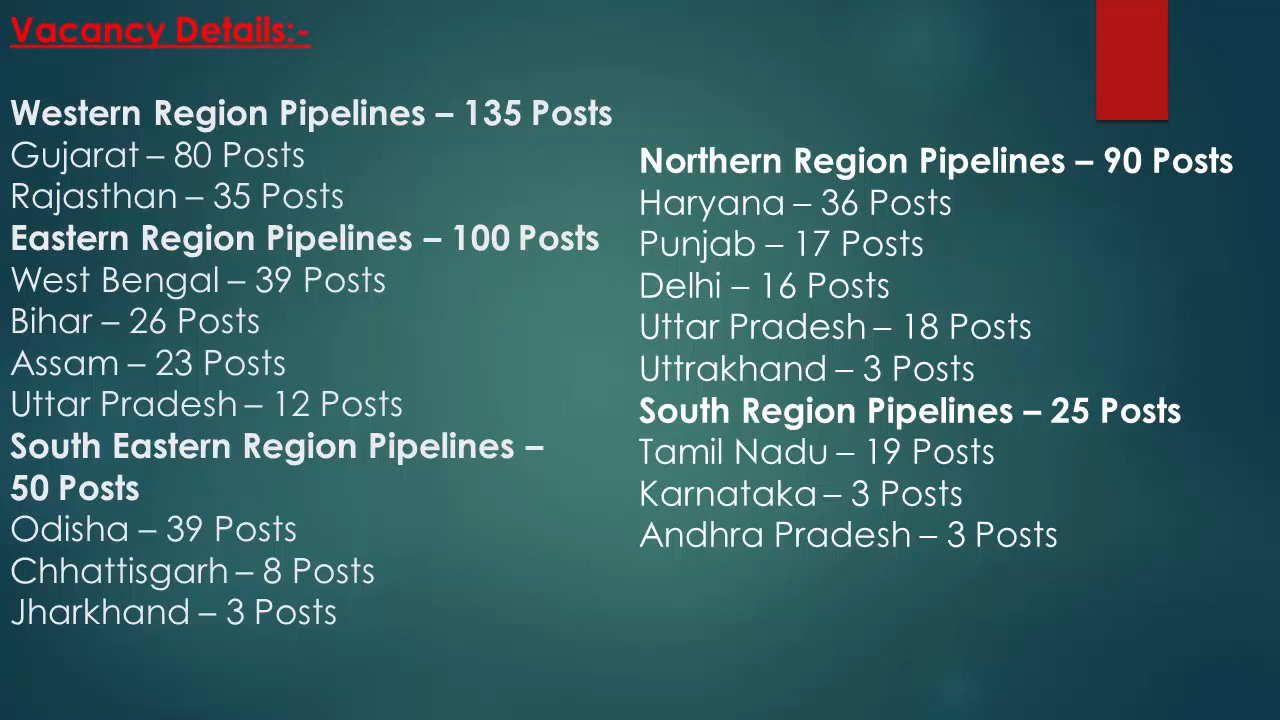 Vacancy Details:-
Western Region Pipelines – 135 Posts
Gujarat – 80 Posts
Rajasthan – 35 Posts
Eastern Region Pipelines – 100 Posts
West Bengal – 39 Posts
Bihar – 26 Posts
Assam – 23 Posts
Uttar Pradesh – 12 Posts
South Eastern Region Pipelines –
50 Posts
Odisha – 39 Posts
Chhattisgarh – 8 Posts
Jharkhand – 3 Posts
Northern Region Pipelines – 90 Posts
Haryana – 36 Posts
Punjab – 17 Posts
Delhi – 16 Posts
Uttar Pradesh – 18 Posts
Uttrakhand – 3 Posts
South Region Pipelines – 25 Posts
Tamil Nadu – 19 Posts
Karnataka – 3 Posts
Andhra Pradesh – 3 Posts